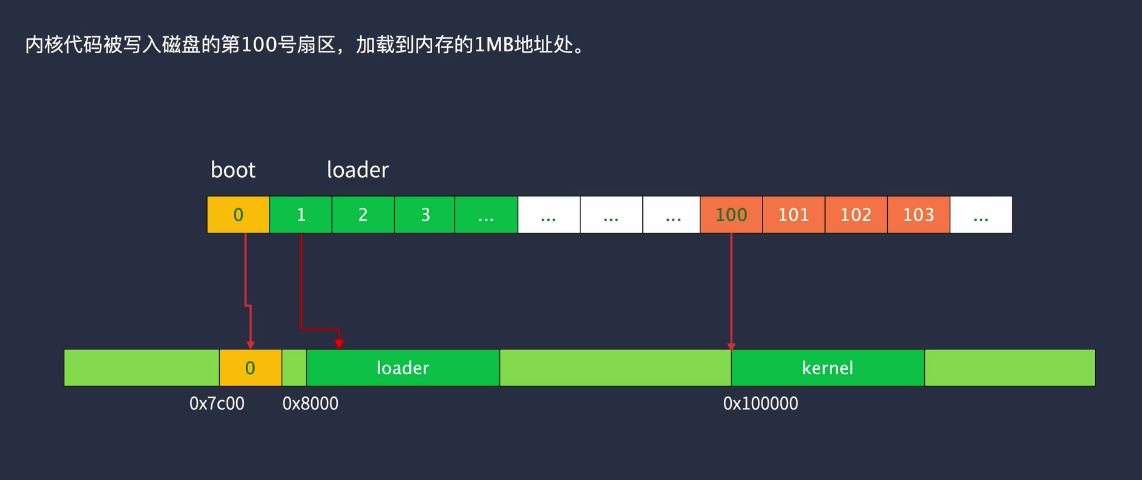 内核代码被写入磁盘的第100号扇区，加载到内存的1MB地址处。
boot loader
0 1 2 3 ... ... ... ... 100 101 102 103 ...
0 loader kernel
0x7c00 0x8000 0x100000